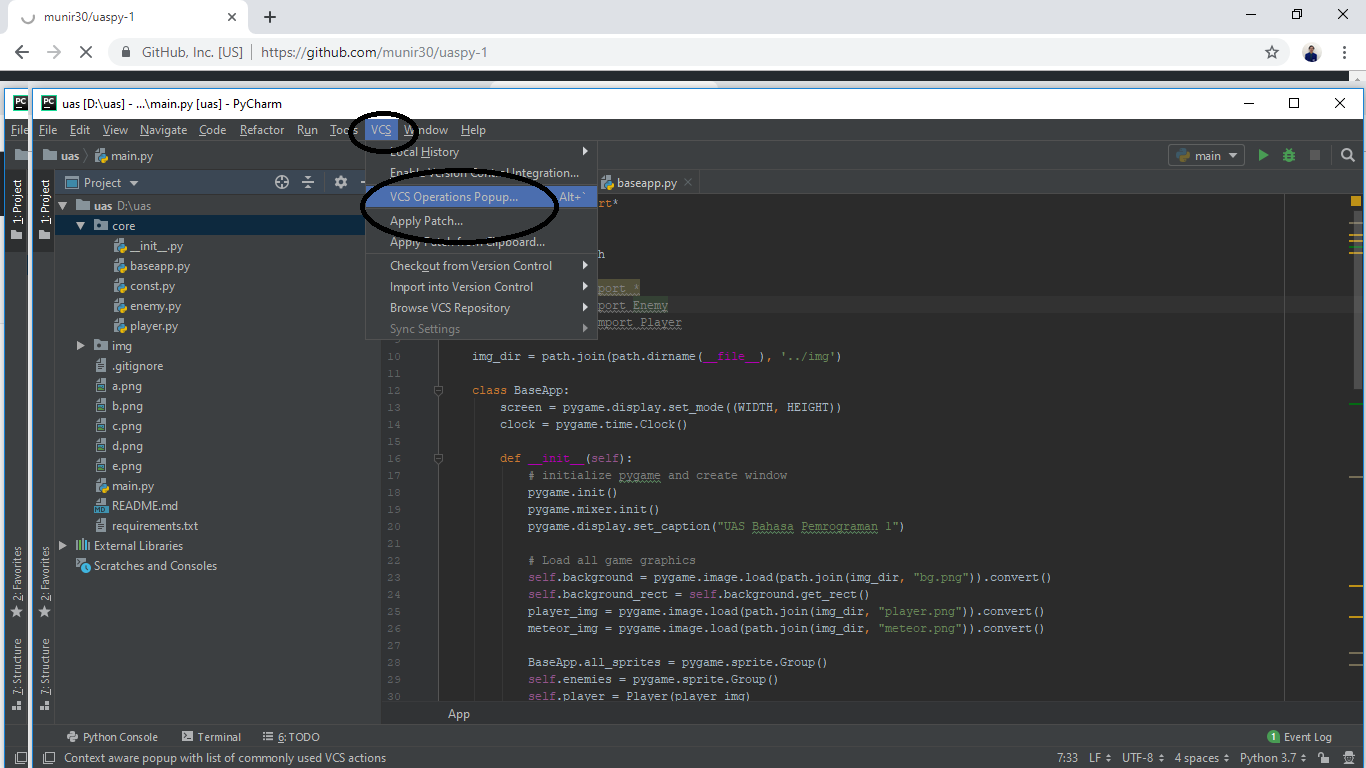 munir30/uaspy-1
GitHub, Inc. [US] | https://github.com/munir30/uaspy-1
PC
PC uas [D:\uas] - ...\main.py [uas] - PyCharm
File
File Edit View Navigate Code Refactor Run Tools VCS Window Help
uas main.py
main
Project
baseapp.py
1: Project
1: Project
Local History
Enable Version Control Integration...
VCS Operations Popup... Alt+`
Apply Patch...
Apply Patch from Clipboard...
Checkout from Version Control
Import into Version Control
Browse VCS Repository
Sync Settings
uas D:\uas
core
__init__.py
baseapp.py
const.py
enemy.py
player.py
img
.gitignore
a.png
b.png
c.png
d.png
e.png
main.py
README.md
requirements.txt
External Libraries
Scratches and Consoles
2: Favorites
2: Favorites
7: Structure
7: Structure
rt*
h
port *
port Enemy
mport Player
10 img_dir = path.join(path.dirname(__file__), '../img')
11
12 class BaseApp:
13 screen = pygame.display.set_mode((WIDTH, HEIGHT))
14 clock = pygame.time.Clock()
15
16 def __init__(self):
17 # initialize pygame and create window
18 pygame.init()
19 pygame.mixer.init()
20 pygame.display.set_caption("UAS Bahasa Pemrograman 1")
21
22 # Load all game graphics
23 self.background = pygame.image.load(path.join(img_dir, "bg.png")).convert()
24 self.background_rect = self.background.get_rect()
25 player_img = pygame.image.load(path.join(img_dir, "player.png")).convert()
26 meteor_img = pygame.image.load(path.join(img_dir, "meteor.png")).convert()
27
28 BaseApp.all_sprites = pygame.sprite.Group()
29 self.enemies = pygame.sprite.Group()
30 self.player = Player(player_img)
App
Python Console Terminal 6: TODO 1 Event Log
Context aware popup with list of commonly used VCS actions 7:33 LF UTF-8 4 spaces Python 3.7